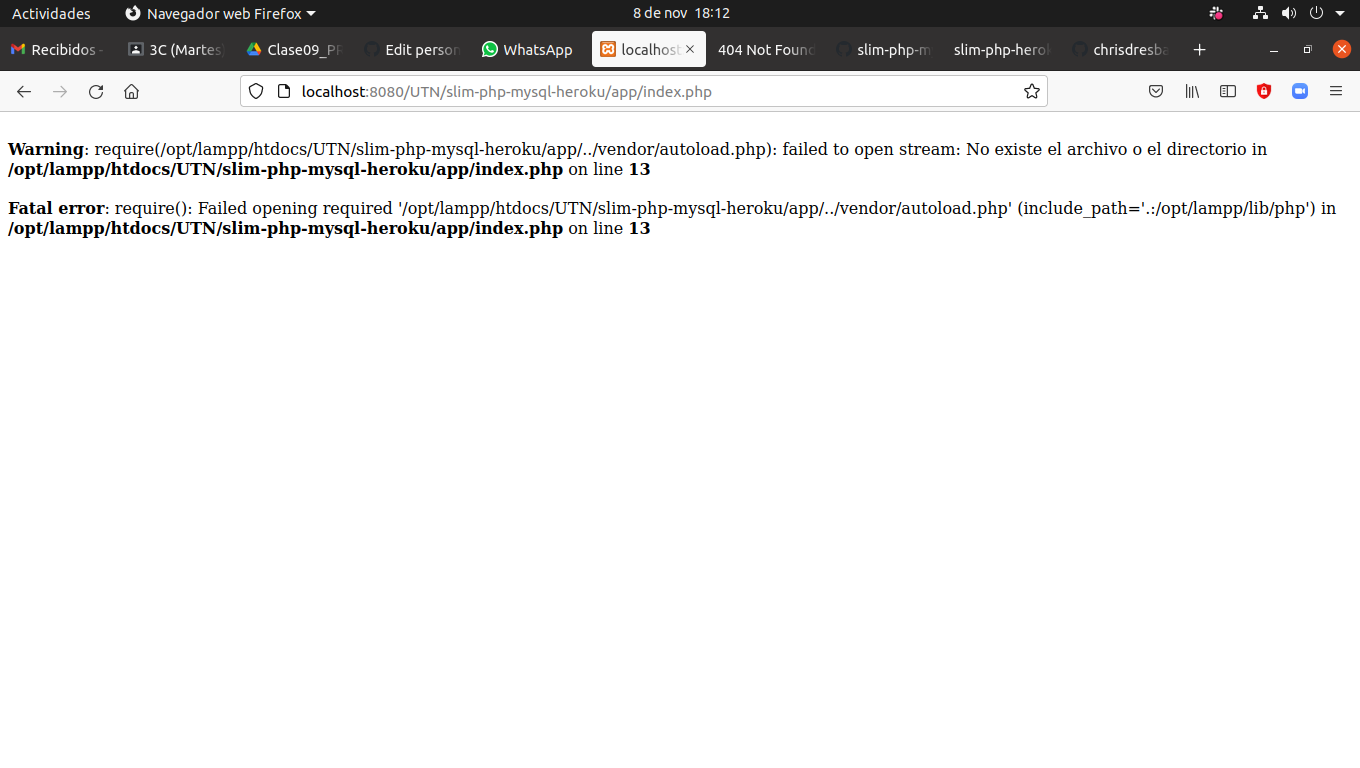 Actividades Navegador web Firefox 8 de nov 18:12
Recibidos - 3C (Martes) Clase09_PR Edit person WhatsApp localhost 404 Not Found slim-php-m slim-php-herok chrisdresba
localhost:8080/UTN/slim-php-mysql-heroku/app/index.php
Warning: require(/opt/lampp/htdocs/UTN/slim-php-mysql-heroku/app/../vendor/autoload.php): failed to open stream: No existe el archivo o el directorio in
/opt/lampp/htdocs/UTN/slim-php-mysql-heroku/app/index.php on line 13
Fatal error: require(): Failed opening required '/opt/lampp/htdocs/UTN/slim-php-mysql-heroku/app/../vendor/autoload.php' (include_path='.:/opt/lampp/lib/php') in
/opt/lampp/htdocs/UTN/slim-php-mysql-heroku/app/index.php on line 13